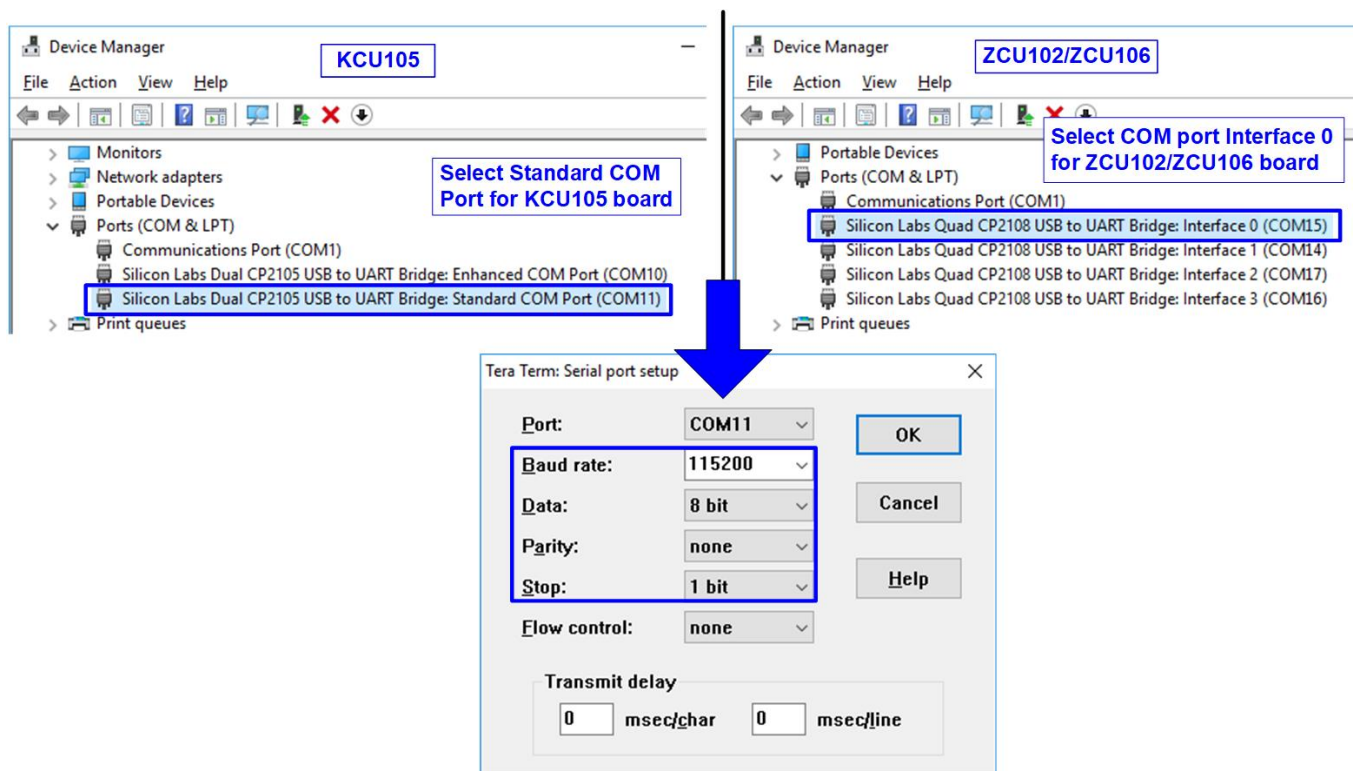 Device Manager
KCU105
File Action View Help
Monitors
Network adapters
Portable Devices
Ports (COM & LPT)
Communications Port (COM1)
Silicon Labs Dual CP2105 USB to UART Bridge: Enhanced COM Port (COM10)
Silicon Labs Dual CP2105 USB to UART Bridge: Standard COM Port (COM11)
Print queues
Select Standard COM
Port for KCU105 board
Device Manager
ZCU102/ZCU106
File Action View Help
Select COM port Interface 0
for ZCU102/ZCU106 board
Portable Devices
Ports (COM & LPT)
Communications Port (COM1)
Silicon Labs Quad CP2108 USB to UART Bridge: Interface 0 (COM15)
Silicon Labs Quad CP2108 USB to UART Bridge: Interface 1 (COM14)
Silicon Labs Quad CP2108 USB to UART Bridge: Interface 2 (COM17)
Silicon Labs Quad CP2108 USB to UART Bridge: Interface 3 (COM16)
Print queues
Tera Term: Serial port setup
Port: COM11
OK
Baud rate: 115200
Data: 8 bit
Cancel
Parity: none
Stop: 1 bit
Help
Flow control: none
Transmit delay
0 msec/char 0 msec/line